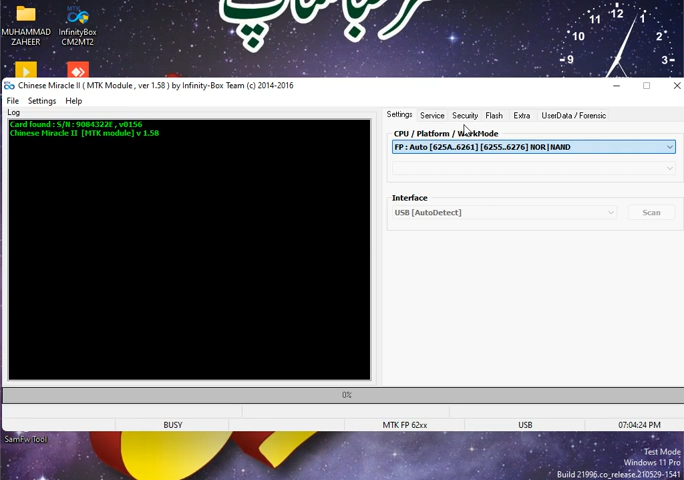 MUHAMMAD
ZAHEER
InfinityBox
CM2MT2
12
11
1
10
2
9
3
Chinese Miracle II ( MTK Module , ver 1.58 ) by Infinity-Box Team (c) 2014-2016
File Settings Help
Log
Card found : S/N : 9084322E , v0156
Chinese Miracle II [MTK module] v 1.58
Settings Service Security Flash Extra UserData / Forensic
CPU / Platform / WorkMode
FP : Auto [625A..6261] [6255..6276] NOR|NAND
Interface
USB [AutoDetect]
Scan
0%
BUSY MTK FP 62xx USB 07:04:24 PM
SamFw Tool
Test Mode
Windows 11 Pro
Build 21996.co_release.210529-1541